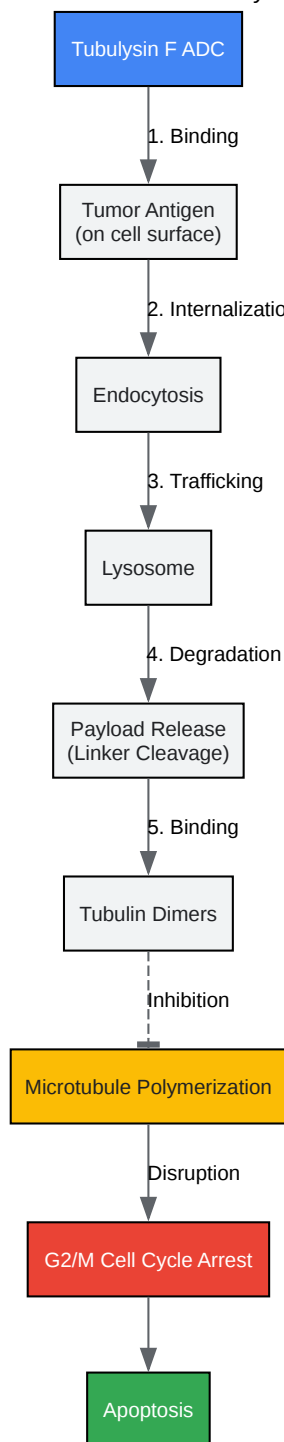 Tubulysin F ADC
1. Binding
Tumor Antigen
(on cell surface)
2. Internalizatio
Endocytosis
3. Trafficking
Lysosome
4. Degradation
Payload Release
(Linker Cleavage)
5. Binding
Tubulin Dimers
Inhibition
Microtubule Polymerization
Disruption
G2/M Cell Cycle Arrest
Apoptosis